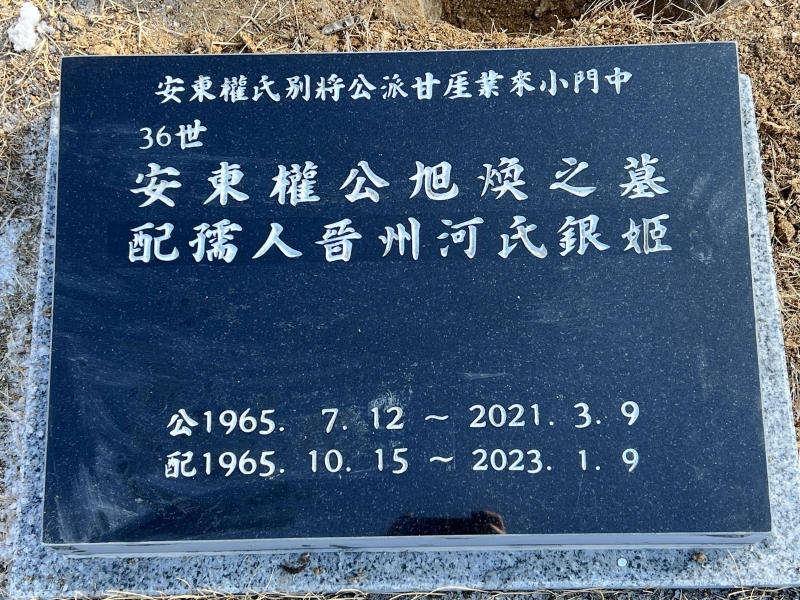 安東權氏別將公派甘厓業來小門中
36世
安東權公旭煥之墓
配孺人晉州河氏銀姬
公1965. 7. 12 ~ 2021. 3. 9
配1965. 10. 15 ~ 2023. 1. 9